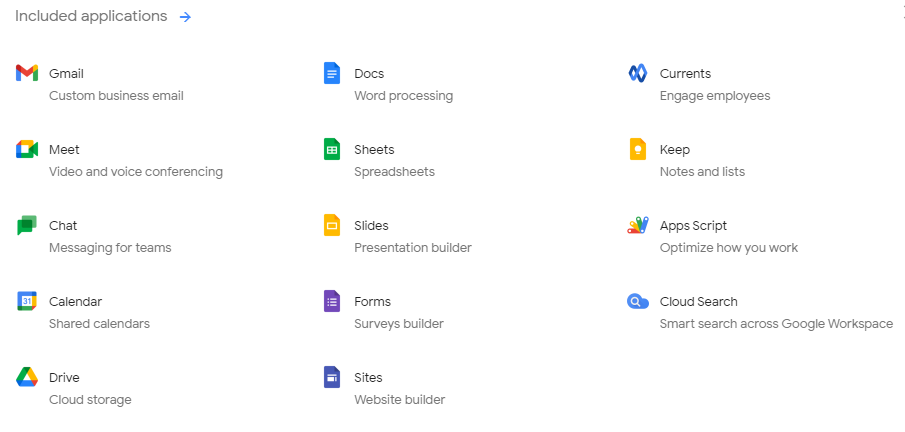 Included applications
Gmail
Custom business email
Meet
Video and voice conferencing
Chat
Messaging for teams
31
Calendar
Shared calendars
Drive
Cloud storage
Docs
Word processing
Sheets
Spreadsheets
Slides
Presentation builder
Forms
Surveys builder
Sites
Website builder
Currents
Engage employees
Keep
Notes and lists
Apps Script
Optimize how you work
Cloud Search
Smart search across Google Workspace